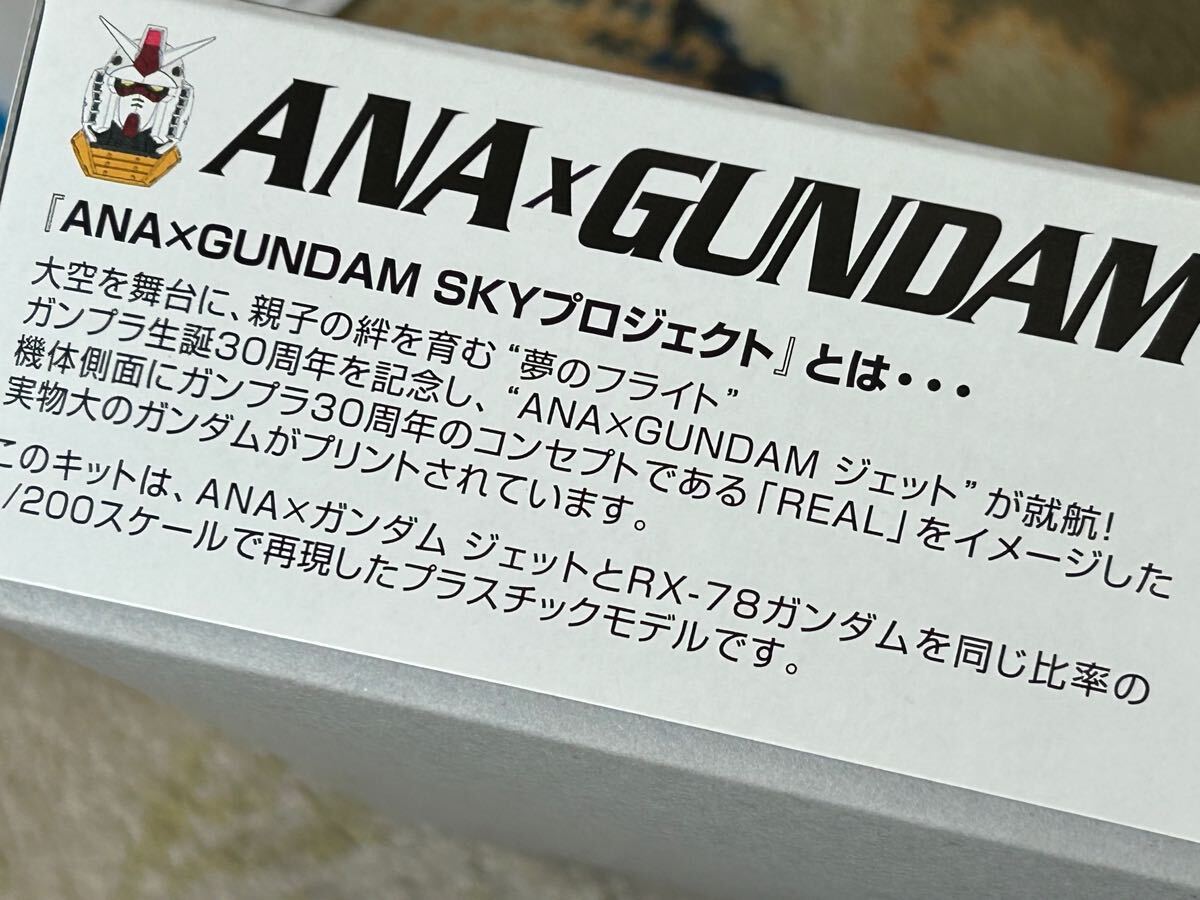 ANA×GUNDAM
『ANA×GUNDAM SKYプロジェクト』とは・・・
大空を舞台に、親子の絆を育む“夢のフライト”
ガンプラ生誕30周年を記念し、“ANA×GUNDAM ジェット”が就航!
機体側面にガンプラ30周年のコンセプトである「REAL」をイメージした
実物大のガンダムがプリントされています。
このキットは、ANA×ガンダム ジェットとRX-78ガンダムを同じ比率の
/200スケールで再現したプラスチックモデルです。